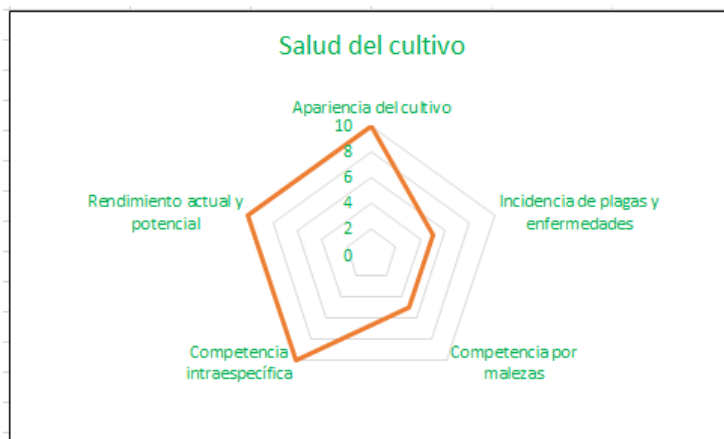 Salud del cultivo
Apariencia del cultivo
10
8
6
4
2
0
Incidencia de plagas y
enfermedades
Competencia por
malezas
Competencia
intraespecífica
Rendimiento actual y
potencial